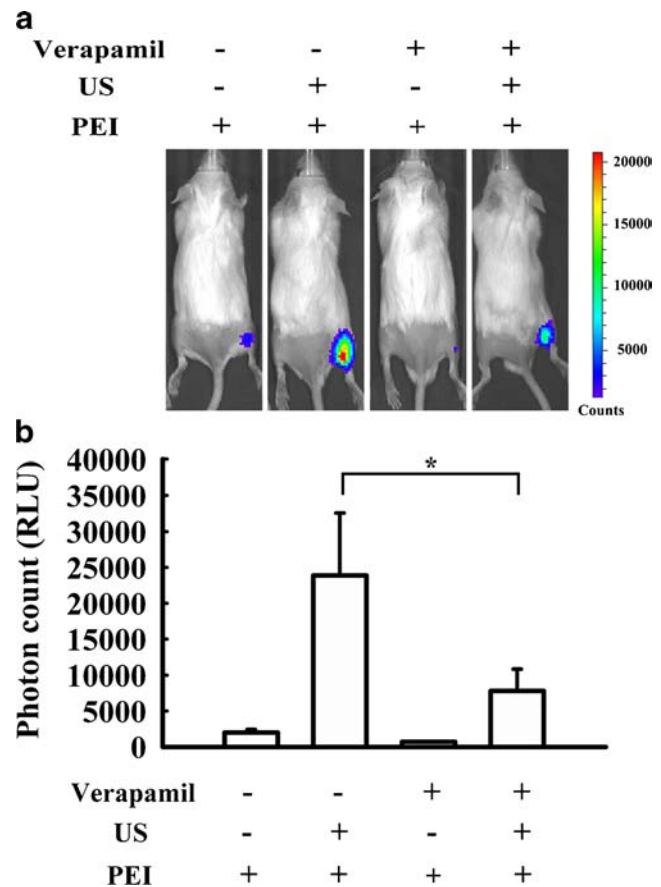 a
Verapamil - - + +
US - + - +
PEI + + + +
20000
15000
10000
5000
Counts
b
*
Photon count (RLU)
40000
35000
30000
25000
20000
15000
10000
5000
0
Verapamil - - + +
US - + - +
PEI + + + +